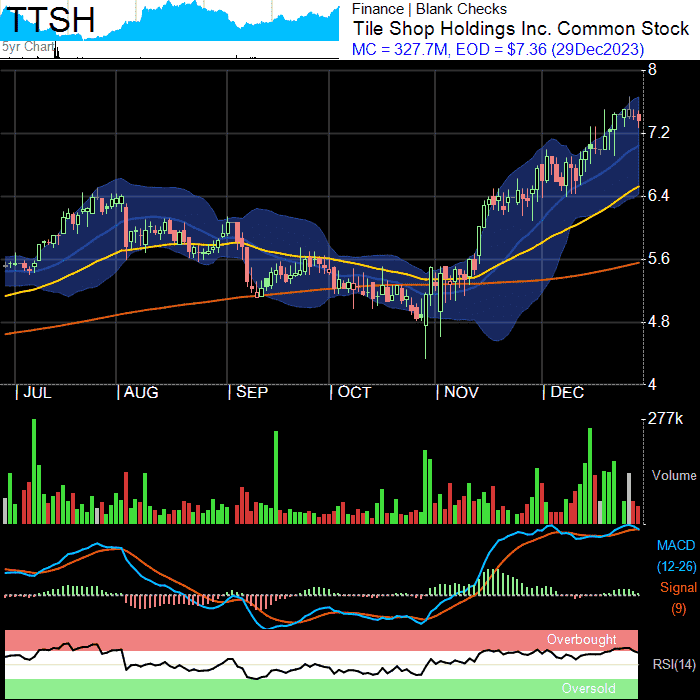 TTSH
5yr Chart
Finance | Blank Checks
Tile Shop Holdings Inc. Common Stock
MC = 327.7M, EOD = $7.36 (29Dec2023)
8
7.2
6.4
5.6
4.8
4
| JUL | AUG | SEP | OCT | NOV | DEC
277k
Volume
MACD
(12-26)
Signal
(9)
Overbought
RSI(14)
Oversold